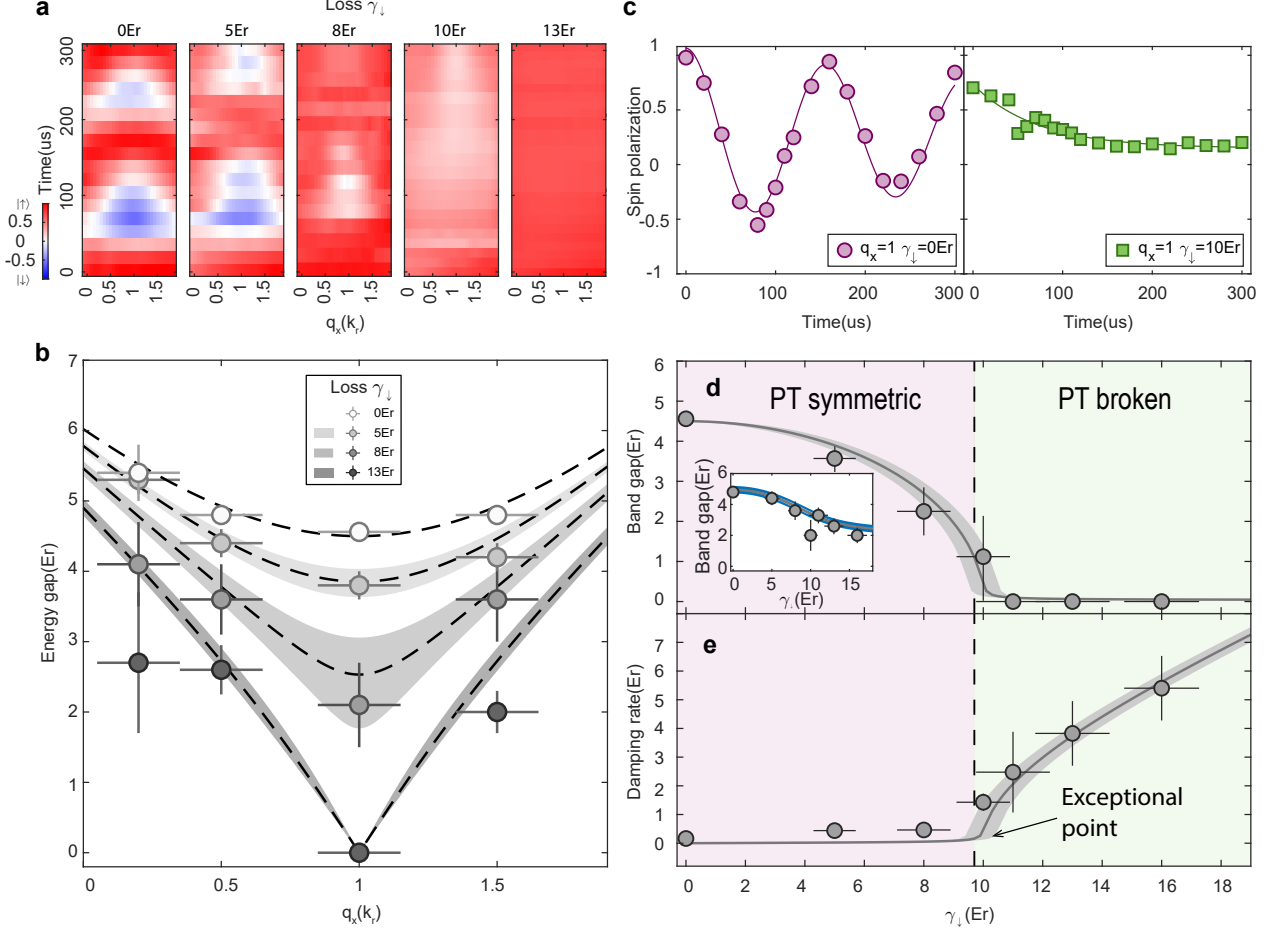 a
Loss γ↓
0Er 5Er 8Er 10Er 13Er
Time(us)
300
200
100
0
|↑⟩
0.5
0
-0.5
|↓⟩
0 0.5 1 1.5 0 0.5 1 1.5 0 0.5 1 1.5 0 0.5 1 1.5 0 0.5 1 1.5
qx(kr)
c
Spin polarization
1
0.5
0
-0.5
-1
qx=1 γ↓=0Er
qx=1 γ↓=10Er
0 100 200 300 0 100 200 300
Time(us) Time(us)
b
Energy gap(Er)
7
6
5
4
3
2
1
0
Loss γ↓
0Er
5Er
8Er
13Er
0 0.5 1 1.5
qx(kr)
d
PT symmetric PT broken
Band gap(Er)
6
5
4
3
2
1
0
Band gap(Er)
6
4
2
0
0 5 10 15
(Er)
e
Damping rate(Er)
7
6
5
4
3
2
1
0
Exceptional
point
0 2 4 6 8 10 12 14 16 18
γ↓(Er)